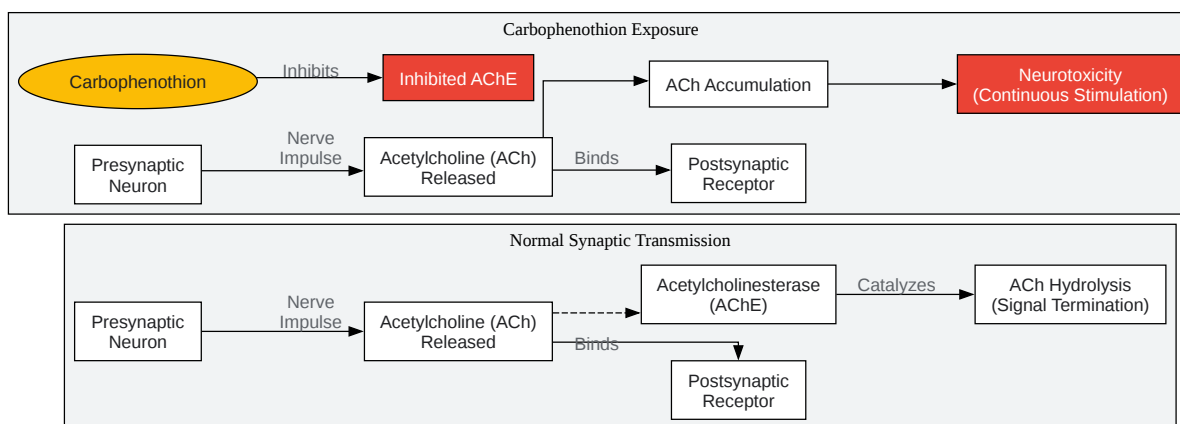 Carbophenothion Exposure
Carbophenothion
Inhibits
Inhibited AChE
ACh Accumulation
Neurotoxicity
(Continuous Stimulation)
Presynaptic
Neuron
Nerve
Impulse
Acetylcholine (ACh)
Released
Binds
Postsynaptic
Receptor
Normal Synaptic Transmission
Presynaptic
Neuron
Nerve
Impulse
Acetylcholine (ACh)
Released
Acetylcholinesterase
(AChE)
Catalyzes
ACh Hydrolysis
(Signal Termination)
Binds
Postsynaptic
Receptor